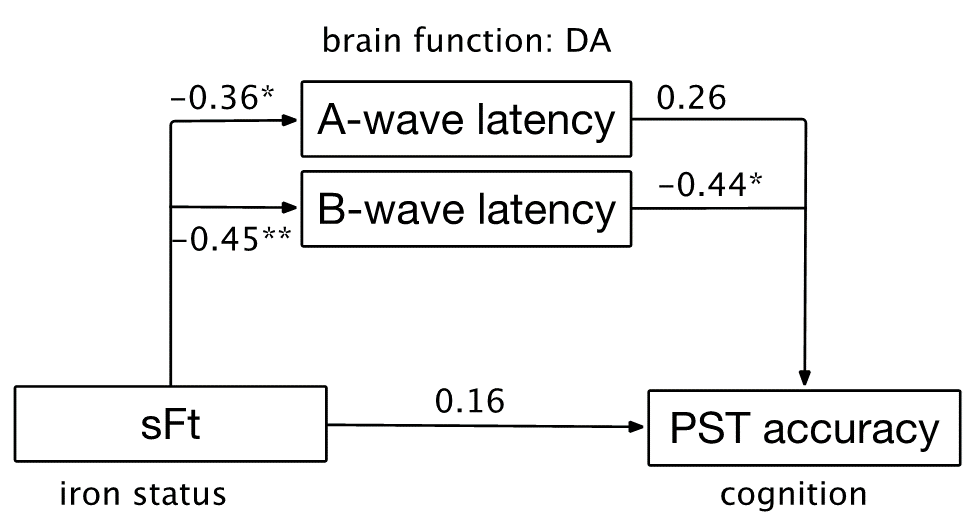 brain function: DA
–0.36*
A-wave latency
0.26
B-wave latency
–0.44*
–0.45**
sFt
0.16
PST accuracy
iron status
cognition